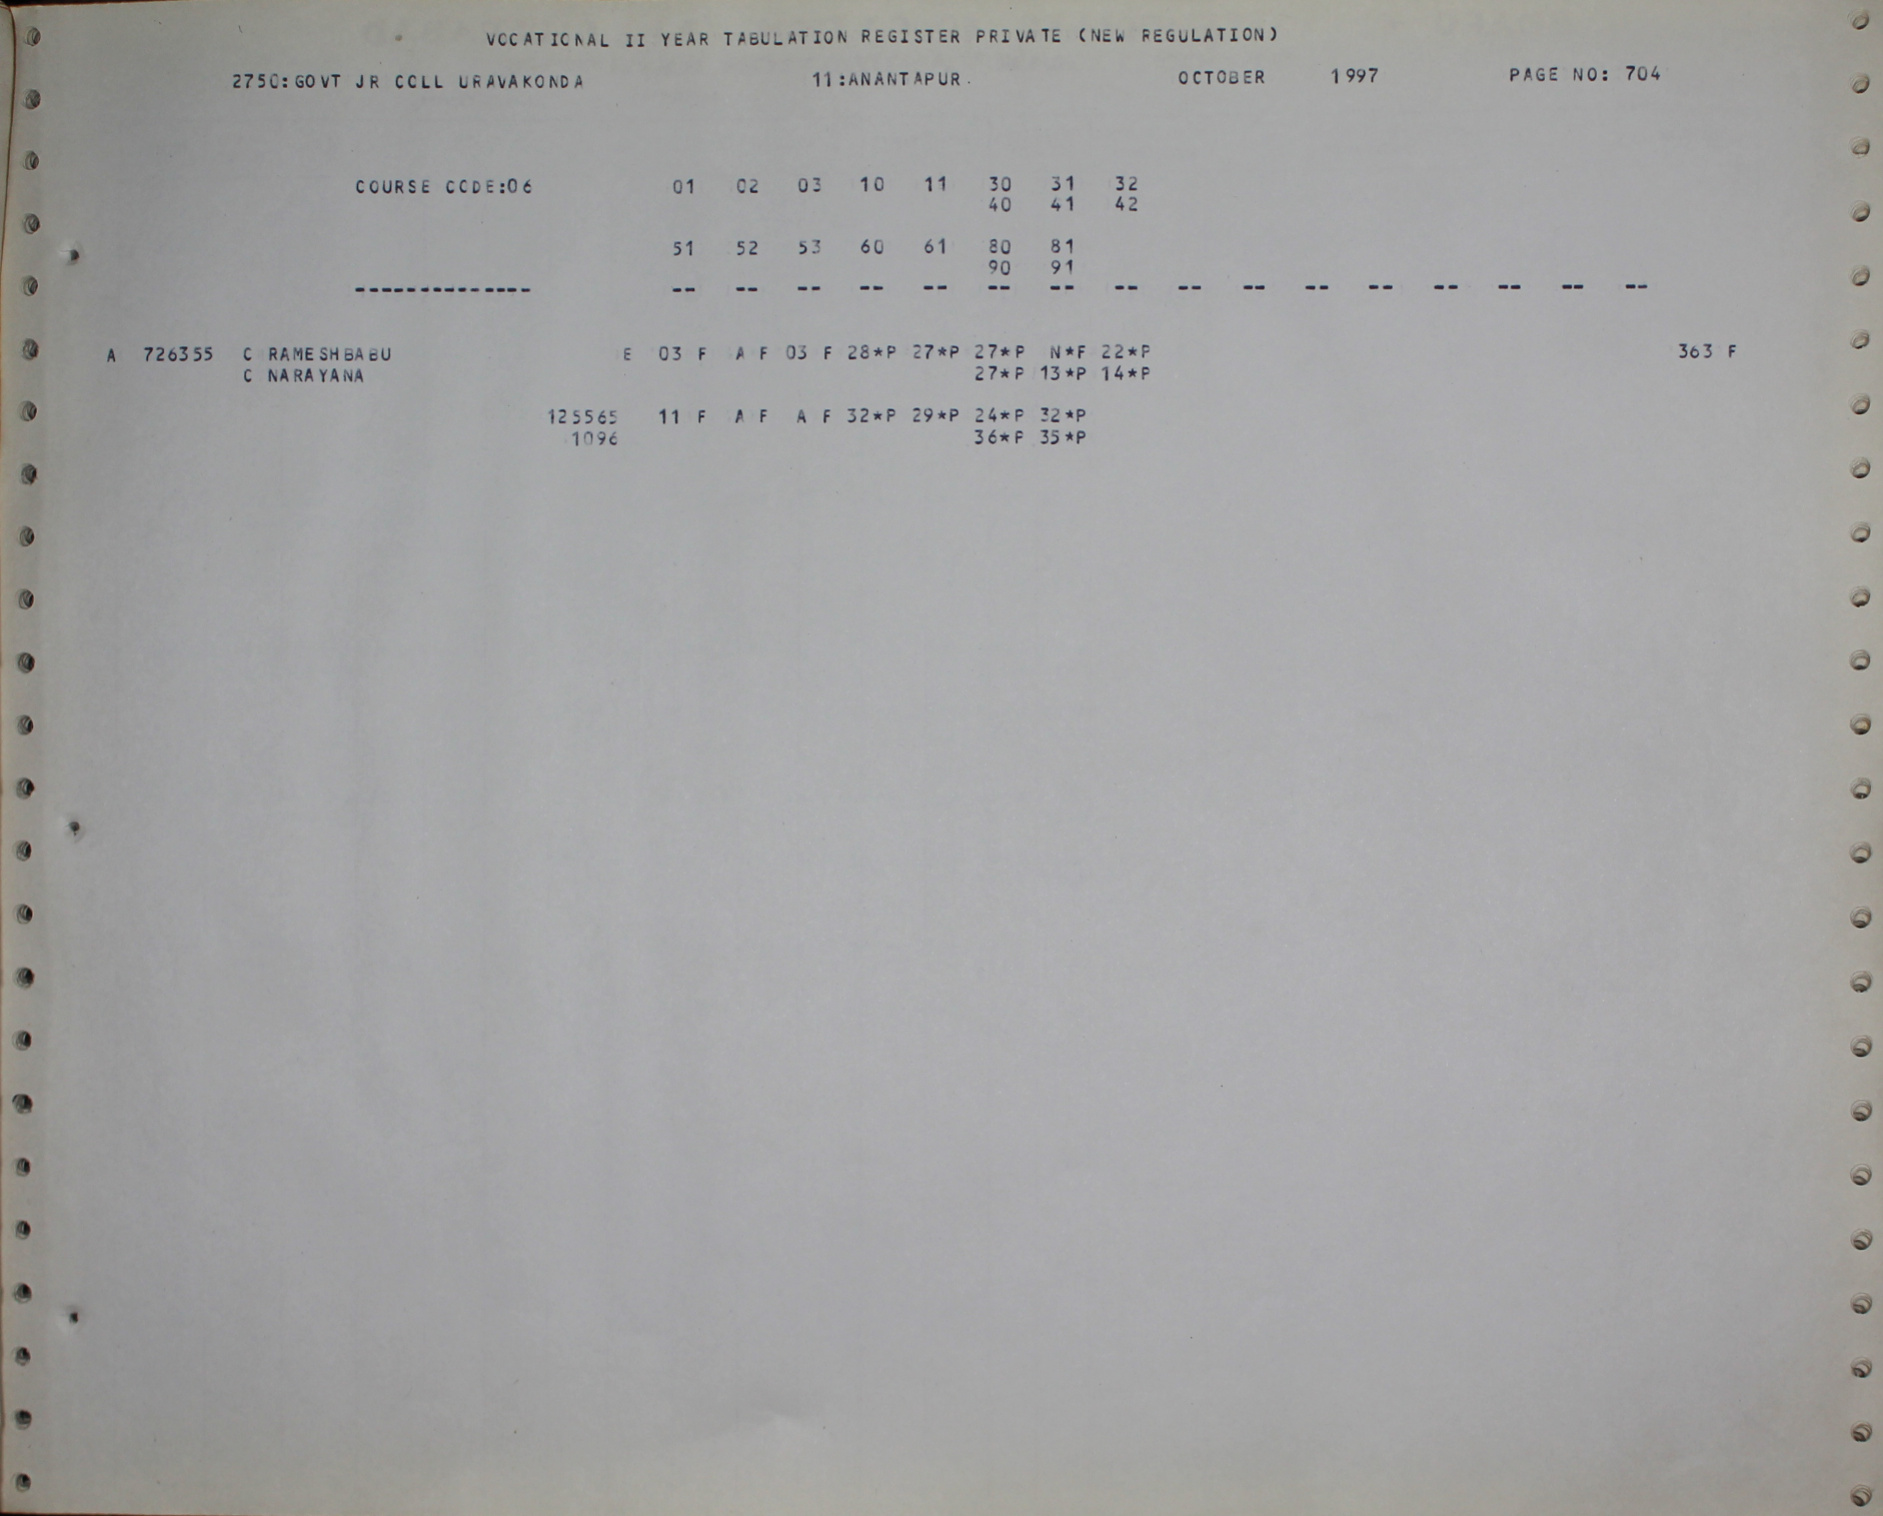 VOCATIONAL II YEAR TABULATION REGISTER PRIVATE (NEW REGULATION)
2750:GOVT JR COLL URAVAKONDA 11:ANANTAPUR. OCTOBER 1997 PAGE NO: 704
COURSE CODE:06 01 02 03 10 11 30 31 32
40 41 42
51 52 53 60 61 80 81
90 91
-------------- -- -- -- -- -- -- -- -- -- -- -- -- -- -- -- --
A 726355 C RAMESHBABU E 03 F A F 03 F 28*P 27*P 27*P N*F 22*P 363 F
C NARAYANA 27*P 13*P 14*P
125565 11 F A F A F 32*P 29*P 24*P 32*P
1096 36*P 35*P